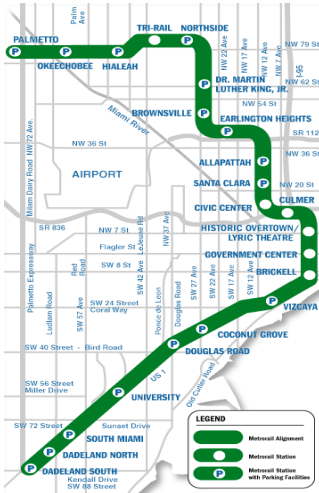 Palm
Ave
PALMETTO
TRI-RAIL
NORTHSIDE
OKEECHOBEE
HIALEAH
NW 22 Ave
NW 17 Ave
NW 12 Ave
NW 7 Ave
I-95
NW 79 St
DR. MARTIN
LUTHER KING, JR.
NW 62 St
NW 54 St
Miami River
BROWNSVILLE
EARLINGTON HEIGHTS
SR 112
NW 72 Ave
Milam Dairy Road
NW 36 St
NW 36 St
ALLAPATTAH
AIRPORT
SANTA CLARA
NW 20 St
CIVIC CENTER
CULMER
SR 836
NW 7 St
LeJeune Rd
NW 37 Ave
HISTORIC OVERTOWN/
LYRIC THEATRE
Flagler St
GOVERNMENT CENTER
SW 8 St
BRICKELL
Palmetto Expressway
Ludlam Road
Red
Road
SW 57 Ave
SW 42 Ave
Ponce de Leon
Douglas Road
SW 27 Ave
SW 22 Ave
SW 17 Ave
SW 12 Ave
SW 24 Street
Coral Way
VIZCAYA
COCONUT GROVE
SW 40 Street - Bird Road
DOUGLAS ROAD
US 1
Old Cutler Road
SW 56 Street
Miller Drive
UNIVERSITY
SW 72 Street
Sunset Drive
SOUTH MIAMI
DADELAND NORTH
DADELAND SOUTH
Kendall Drive
SW 88 Street
LEGEND
Metrorail Alignment
Metrorail Station
P
Metrorail Station
with Parking Facilities